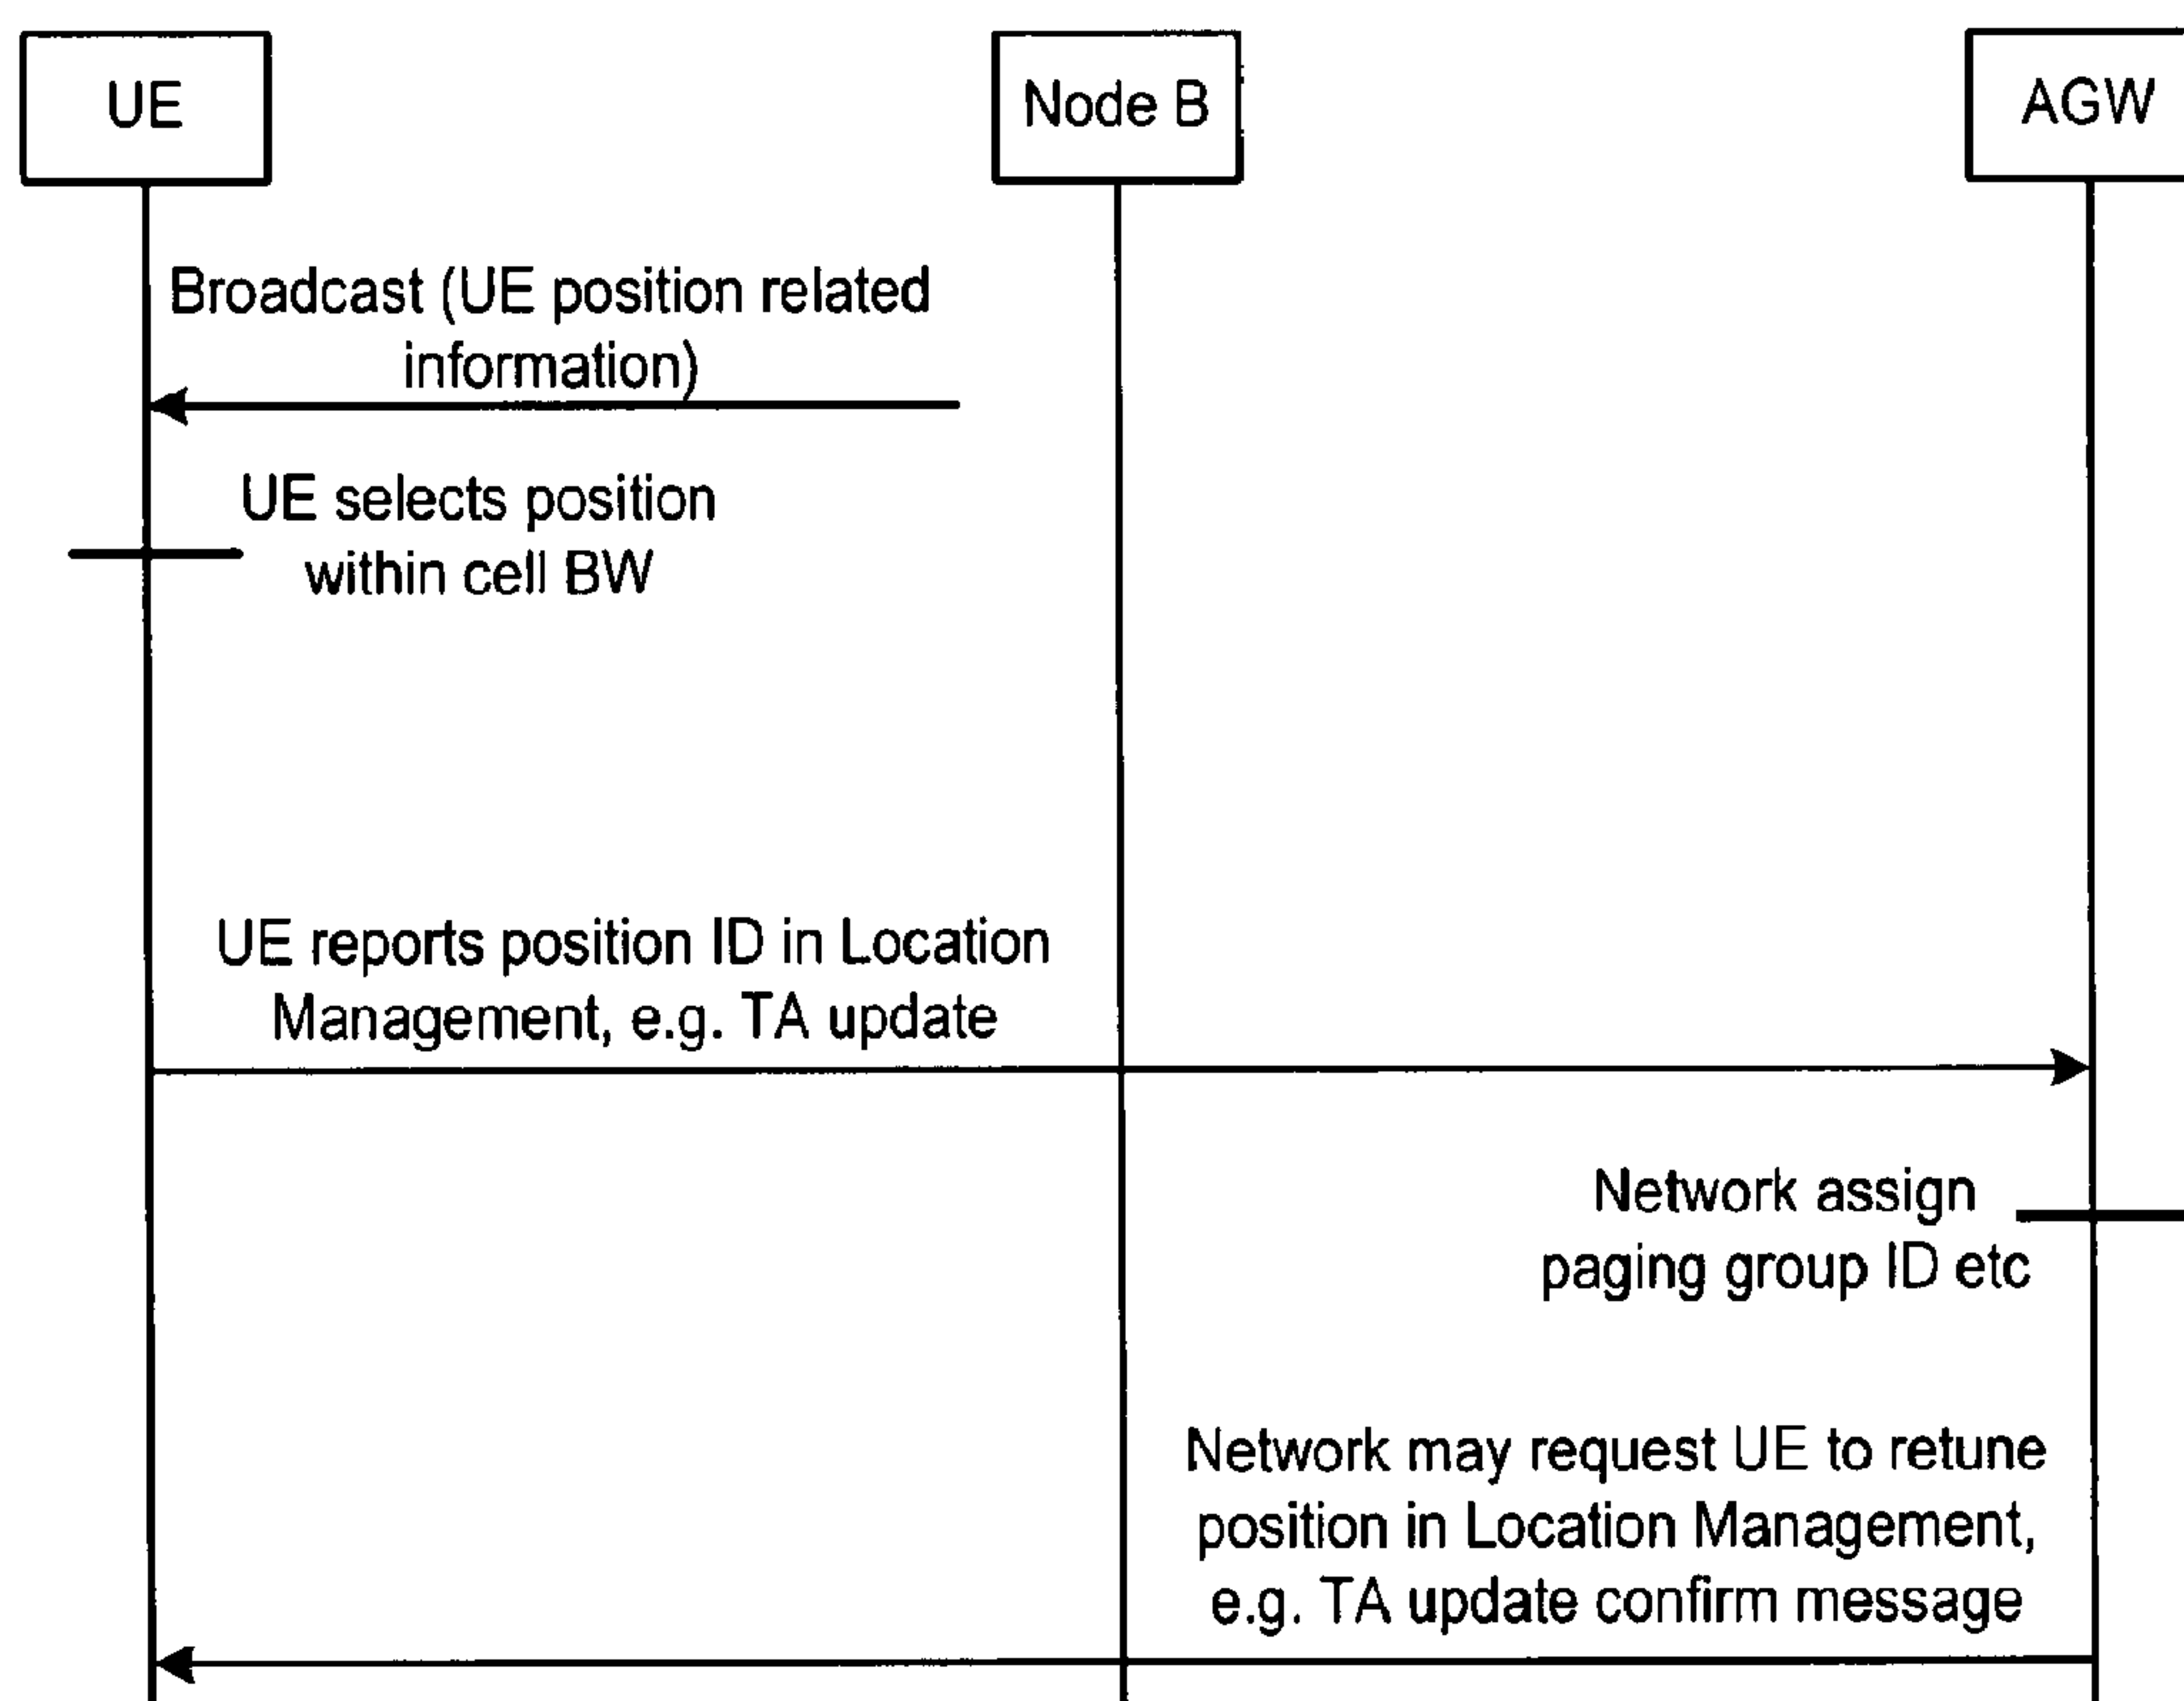 UE
Node B
AGW
Broadcast (UE position related
information)
UE selects position
within cell BW
UE reports position ID in Location
Management, e.g. TA update
Network assign
paging group ID etc
Network may request UE to retune
position in Location Management,
e.g. TA update confirm message